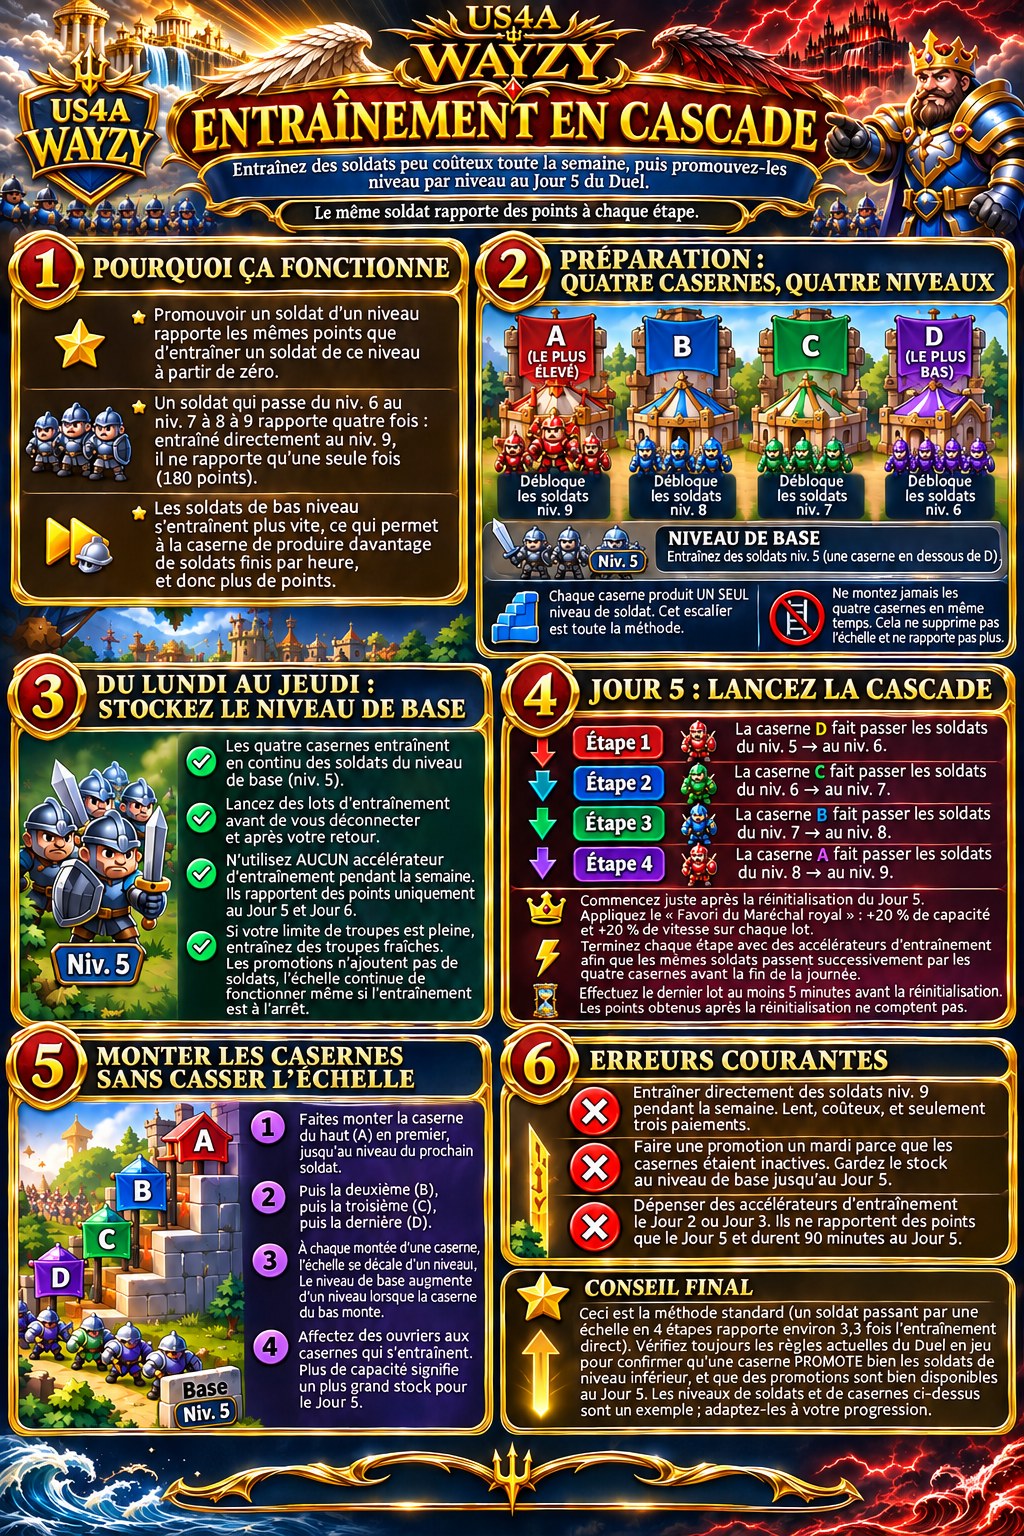 US4A
WAYZY
US4A
WAYZY
ENTRAÎNEMENT EN CASCADE
Entraînez des soldats peu coûteux toute la semaine, puis promouvez-les
niveau par niveau au Jour 5 du Duel.
Le même soldat rapporte des points à chaque étape.
1
POURQUOI ÇA FONCTIONNE
Promouvoir un soldat d'un niveau
rapporte les mêmes points que
d'entraîner un soldat de ce niveau
à partir de zéro.
Un soldat qui passe du niv. 6 au
niv. 7 à 8 à 9 rapporte quatre fois :
entraîné directement au niv. 9,
il ne rapporte qu'une seule fois
(180 points).
Les soldats de bas niveau
s'entraînent plus vite, ce qui permet
à la caserne de produire davantage
de soldats finis par heure,
et donc plus de points.
2
PRÉPARATION :
QUATRE CASERNES, QUATRE NIVEAUX
A
(LE PLUS
ÉLEVÉ)
B
C
D
(LE PLUS
BAS)
Débloque
les soldats
niv. 9
Débloque
les soldats
niv. 8
Débloque
les soldats
niv. 7
Débloque
les soldats
niv. 6
Niv. 5
NIVEAU DE BASE
Entraînez des soldats niv. 5 (une caserne en dessous de D).
Chaque caserne produit UN SEUL
niveau de soldat. Cet escalier
est toute la méthode.
Ne montez jamais les
quatre casernes en même
temps. Cela ne supprime pas
l'échelle et ne rapporte pas plus.
3
DU LUNDI AU JEUDI :
STOCKEZ LE NIVEAU DE BASE
Niv. 5
Les quatre casernes entraînent
en continu des soldats du niveau
de base (niv. 5).
Lancez des lots d'entraînement
avant de vous déconnecter
et après votre retour.
N'utilisez AUCUN accélérateur
d'entraînement pendant la semaine.
Ils rapportent des points uniquement
au Jour 5 et Jour 6.
Si votre limite de troupes est pleine,
entraînez des troupes fraîches.
Les promotions n'ajoutent pas de
soldats, l'échelle continue de
fonctionner même si l'entraînement
est à l'arrêt.
4
JOUR 5 : LANCEZ LA CASCADE
Étape 1
La caserne D fait passer les soldats
du niv. 5 → au niv. 6.
Étape 2
La caserne C fait passer les soldats
du niv. 6 → au niv. 7.
Étape 3
La caserne B fait passer les soldats
du niv. 7 → au niv. 8.
Étape 4
La caserne A fait passer les soldats
du niv. 8 → au niv. 9.
Commencez juste après la réinitialisation du Jour 5.
Appliquez le « Favori du Maréchal royal » : +20 % de capacité
et +20 % de vitesse sur chaque lot.
Terminez chaque étape avec des accélérateurs d'entraînement
afin que les mêmes soldats passent successivement par les
quatre casernes avant la fin de la journée.
Effectuez le dernier lot au moins 5 minutes avant la réinitialisation.
Les points obtenus après la réinitialisation ne comptent pas.
5
MONTER LES CASERNES
SANS CASSER L'ÉCHELLE
A
B
C
D
Base
Niv. 5
1
Faites monter la caserne
du haut (A) en premier,
jusqu'au niveau du prochain
soldat.
2
Puis la deuxième (B),
puis la troisième (C),
puis la dernière (D).
3
À chaque montée d'une caserne,
l'échelle se décale d'un niveau,
Le niveau de base augmente
d'un niveau lorsque la caserne
du bas monte.
4
Affectez des ouvriers aux
casernes qui s'entraînent.
Plus de capacité signifie
un plus grand stock pour
le Jour 5.
6
ERREURS COURANTES
Entraîner directement des soldats niv. 9
pendant la semaine. Lent, coûteux, et seulement
trois paiements.
Faire une promotion un mardi parce que les
casernes étaient inactives. Gardez le stock
au niveau de base jusqu'au Jour 5.
Dépenser des accélérateurs d'entraînement
le Jour 2 ou Jour 3. Ils ne rapportent des points
que le Jour 5 et durent 90 minutes au Jour 5.
CONSEIL FINAL
Ceci est la méthode standard (un soldat passant par une
échelle en 4 étapes rapporte environ 3,3 fois l'entraînement
direct). Vérifiez toujours les règles actuelles du Duel en jeu
pour confirmer qu'une caserne PROMOTE bien les soldats de
niveau inférieur, et que des promotions sont bien disponibles
au Jour 5. Les niveaux de soldats et de casernes ci-dessus
sont un exemple ; adaptez-les à votre progression.